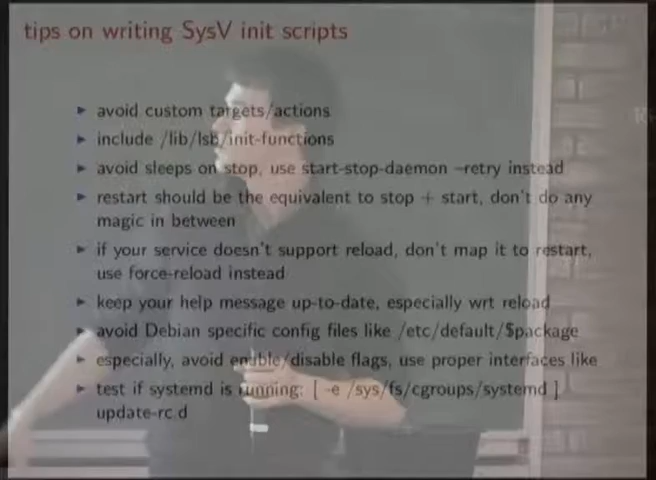 tips on writing SysV init scripts
► avoid custom targets/actions
► include /lib/lsb/init-functions
► avoid sleeps on stop, use start-stop-daemon –retry instead
► restart should be the equivalent to stop + start, don't do any
magic in between
► if your service doesn't support reload, don't map it to restart,
use force-reload instead
► keep your help message up-to-date, especially wrt reload
► avoid Debian specific config files like /etc/default/$package
► especially, avoid enable/disable flags, use proper interfaces like
► test if systemd is running: [ -e /sys/fs/cgroups/systemd ]
update-rc.d